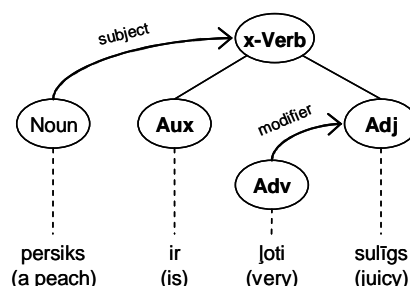 subject
x-Verb
Noun
Aux
modifier
Adj
Adv
persiks ir ļoti sulīgs
(a peach) (is) (very) (juicy)